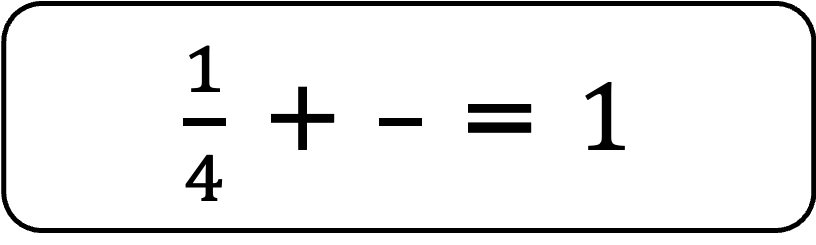 1/4 + – = 1